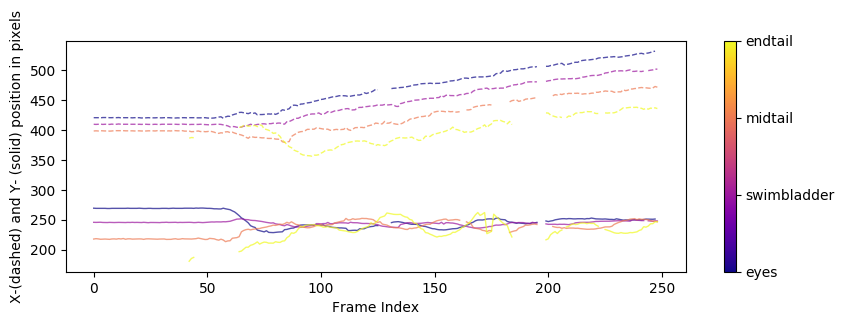 X-(dashed) and Y- (solid) position in pixels
500
450
400
350
300
250
200
0
50
100
150
200
250
Frame Index
endtail
midtail
swimbladder
eyes